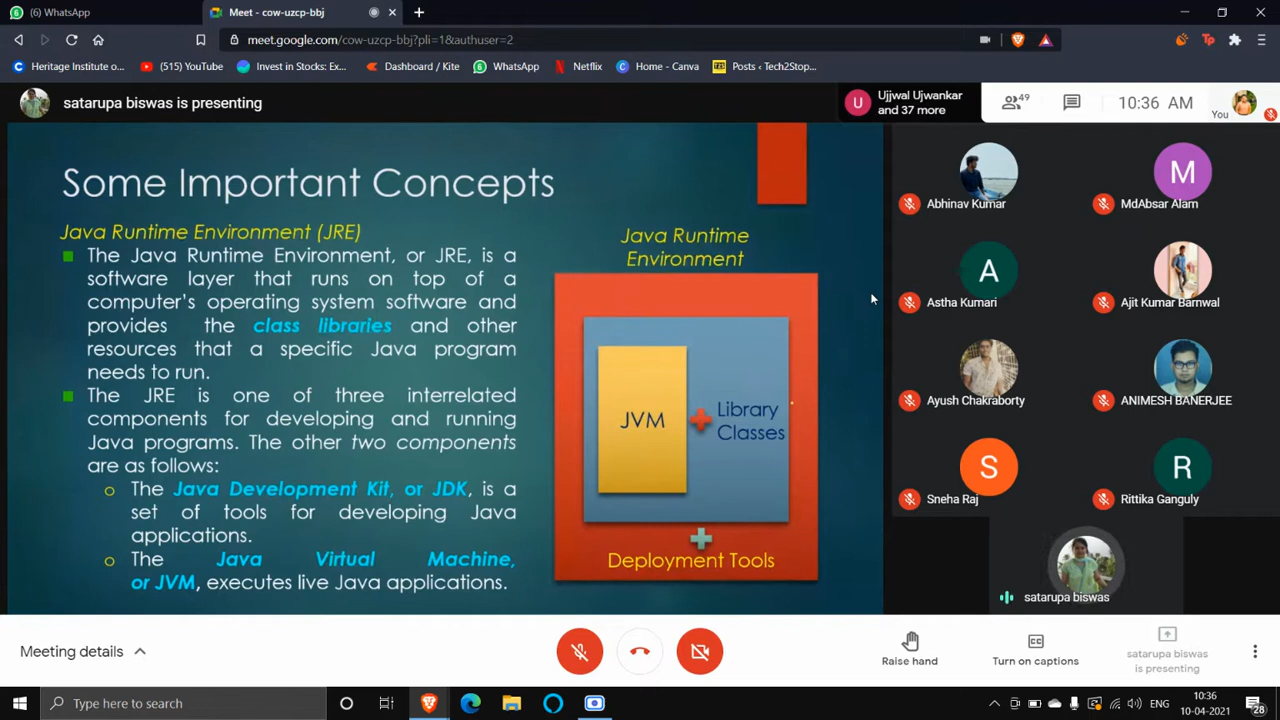 (6) WhatsApp
Meet - cow-uzcp-bbj
meet.google.com/cow-uzcp-bbj?pli=1&authuser=2
Heritage Institute o...
(515) YouTube
Invest in Stocks: Ex...
Dashboard / Kite
WhatsApp
Netflix
Home - Canva
Posts ‹ Tech2Stop...
satarupa biswas is presenting
U
Ujjwal Ujwankar
and 37 more
49
10:36 AM
You
Some Important Concepts
Java Runtime Environment (JRE)
The Java Runtime Environment, or JRE, is a
software layer that runs on top of a
computer's operating system software and
provides the class libraries and other
resources that a specific Java program
needs to run.
The JRE is one of three interrelated
components for developing and running
Java programs. The other two components
are as follows:
The Java Development Kit, or JDK, is a
set of tools for developing Java
applications.
The Java Virtual Machine,
or JVM, executes live Java applications.
Java Runtime
Environment
JVM
Library
Classes
Deployment Tools
Abhinav Kumar
M
MdAbsar Alam
A
Astha Kumari
Ajit Kumar Barnwal
Ayush Chakraborty
ANIMESH BANERJEE
S
Sneha Raj
R
Rittika Ganguly
satarupa biswas
Meeting details
Raise hand
Turn on captions
satarupa biswas
is presenting
Type here to search
ENG
10:36
10-04-2021
28